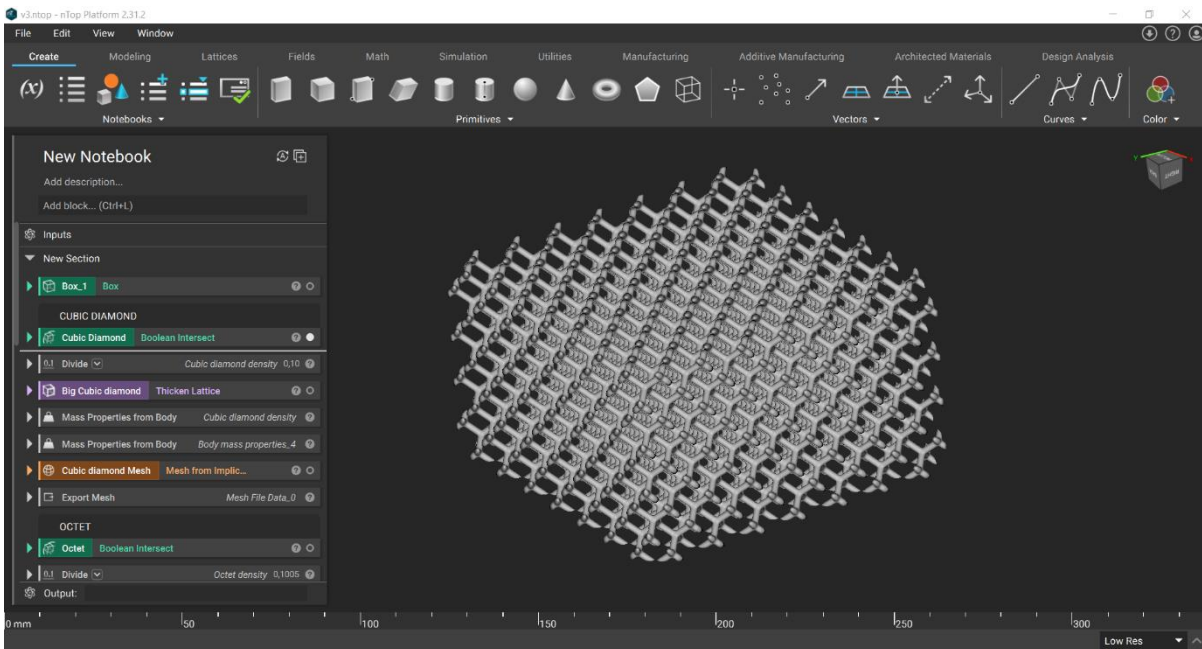 v3.ntop - nTop Platform 2.31.2
File Edit View Window
Create Modeling Lattices Fields Math Simulation Utilities Manufacturing Additive Manufacturing Architected Materials Design Analysis
(x)
Notebooks Primitives Vectors Curves Color
New Notebook
Add description...
Add block... (Ctrl+L)
Inputs
New Section
Box_1 Box
CUBIC DIAMOND
Cubic Diamond Boolean Intersect
0.1 Divide Cubic diamond density 0,10
Big Cubic diamond Thicken Lattice
Mass Properties from Body Cubic diamond density
Mass Properties from Body Body mass properties_4
Cubic diamond Mesh Mesh from Implic...
Export Mesh Mesh File Data_0
OCTET
Octet Boolean Intersect
0.1 Divide Octet density 0,1005
Output:
0 mm 50 100 150 200 250 300
Low Res